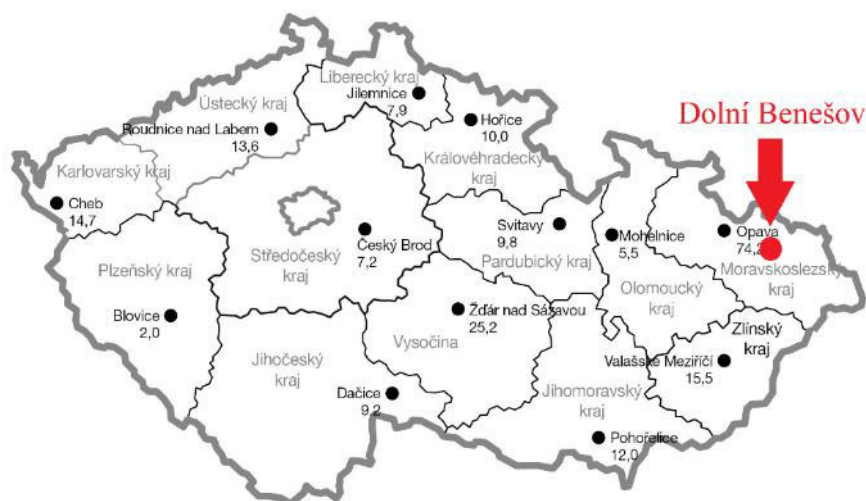 Liberecký kraj
Jilemnice
7,9
Ústecký kraj
Roudnice nad Labem
13,6
Hořice
10,0
Královéhradecký
kraj
Dolní Benešov
Karlovarský kraj
Cheb
14,7
Středočeský
kraj
Český Brod
7,2
Svitavy
9,8
Pardubický kraj
Mohelnice
5,5
Opava
74,2
Moravskoslezský
kraj
Plzeňský kraj
Blovice
2,0
Olomoucký
kraj
Žďár nad Sázavou
25,2
Vysočina
Jihočeský
kraj
Zlínský
kraj
Valašské Meziříčí
15,5
Dačice
9,2
Jihomoravský
kraj
Pohořelice
12,0